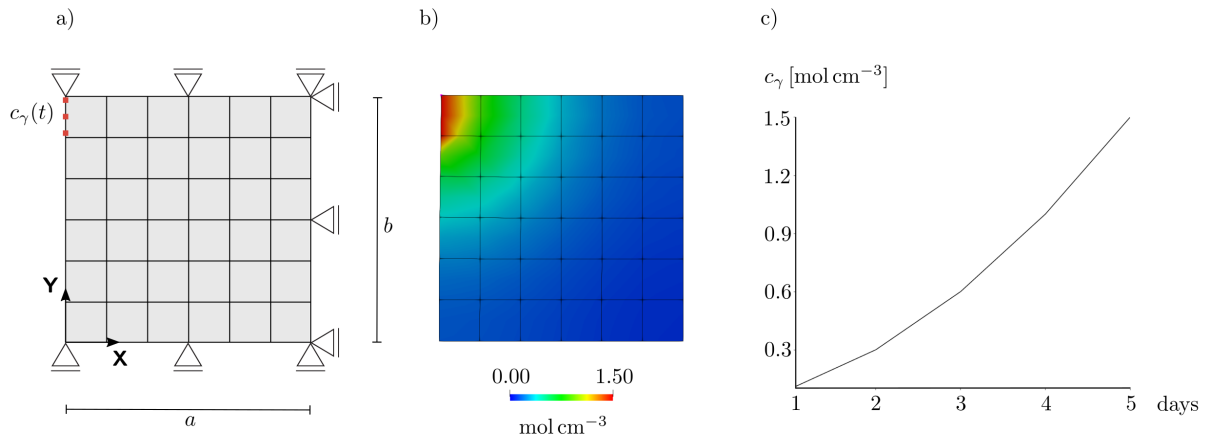 a)
b)
c)
c_γ(t)
Y
X
a
b
0.00 1.50
mol cm⁻³
c_γ [mol cm⁻³]
1.5
1.2
0.9
0.6
0.3
1 2 3 4 5 days